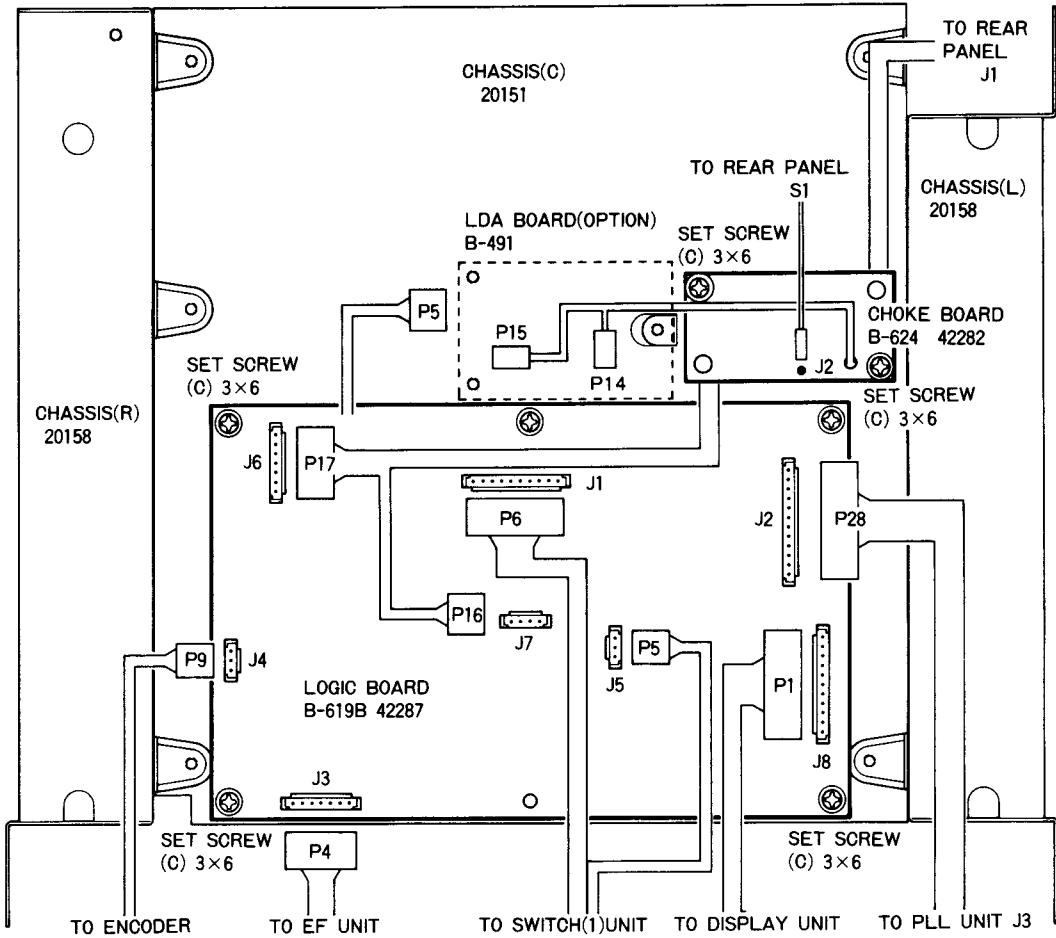 TO REAR
PANEL
J1
CHASSIS(C)
20151
TO REAR PANEL
S1
CHASSIS(L)
20158
LDA BOARD(OPTION)
B-491
SET SCREW
(C) 3×6
P5
P15
P14
J2
CHOKE BOARD
B-624 42282
SET SCREW
(C) 3×6
SET SCREW
(C) 3×6
CHASSIS(R)
20158
J6
P17
J1
P6
J2
P28
P16
J7
J5
P5
P9
J4
P1
J8
LOGIC BOARD
B-619B 42287
J3
P4
SET SCREW
(C) 3×6
SET SCREW
(C) 3×6
TO ENCODER
TO EF UNIT
TO SWITCH(1)UNIT
TO DISPLAY UNIT
TO PLL UNIT J3